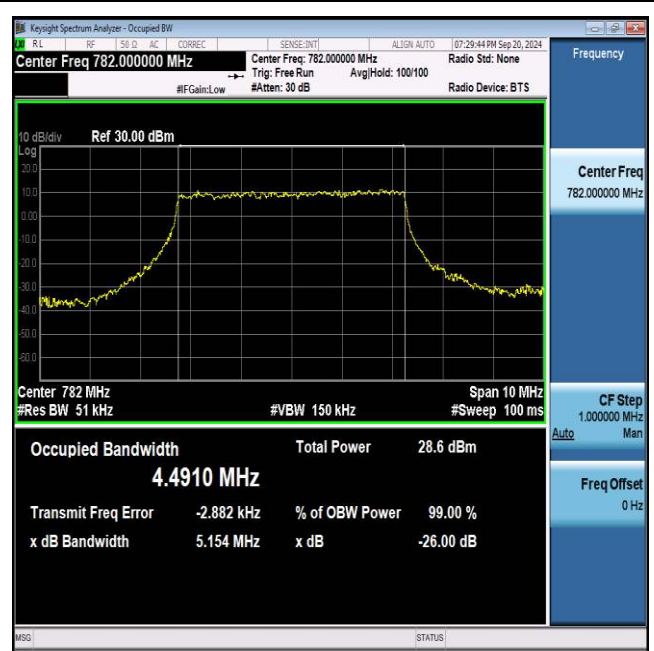 Keysight Spectrum Analyzer - Occupied BW
RL RF 50 Ω AC CORREC SENSE:INT ALIGN AUTO 07:29:44 PM Sep 20, 2024
Center Freq 782.000000 MHz Center Freq: 782.000000 MHz Radio Std: None
Trig: Free Run Avg|Hold: 100/100
#IFGain:Low #Atten: 30 dB Radio Device: BTS
Frequency
10 dB/div Ref 30.00 dBm
Log
20.0
10.0
0.00
-10.0
-20.0
-30.0
-40.0
-50.0
-60.0
Center 782 MHz Span 10 MHz
#Res BW 51 kHz #VBW 150 kHz #Sweep 100 ms
Occupied Bandwidth Total Power 28.6 dBm
4.4910 MHz
Transmit Freq Error -2.882 kHz % of OBW Power 99.00 %
x dB Bandwidth 5.154 MHz x dB -26.00 dB
Center Freq
782.000000 MHz
CF Step
1.000000 MHz
Auto Man
Freq Offset
0 Hz
MSG STATUS